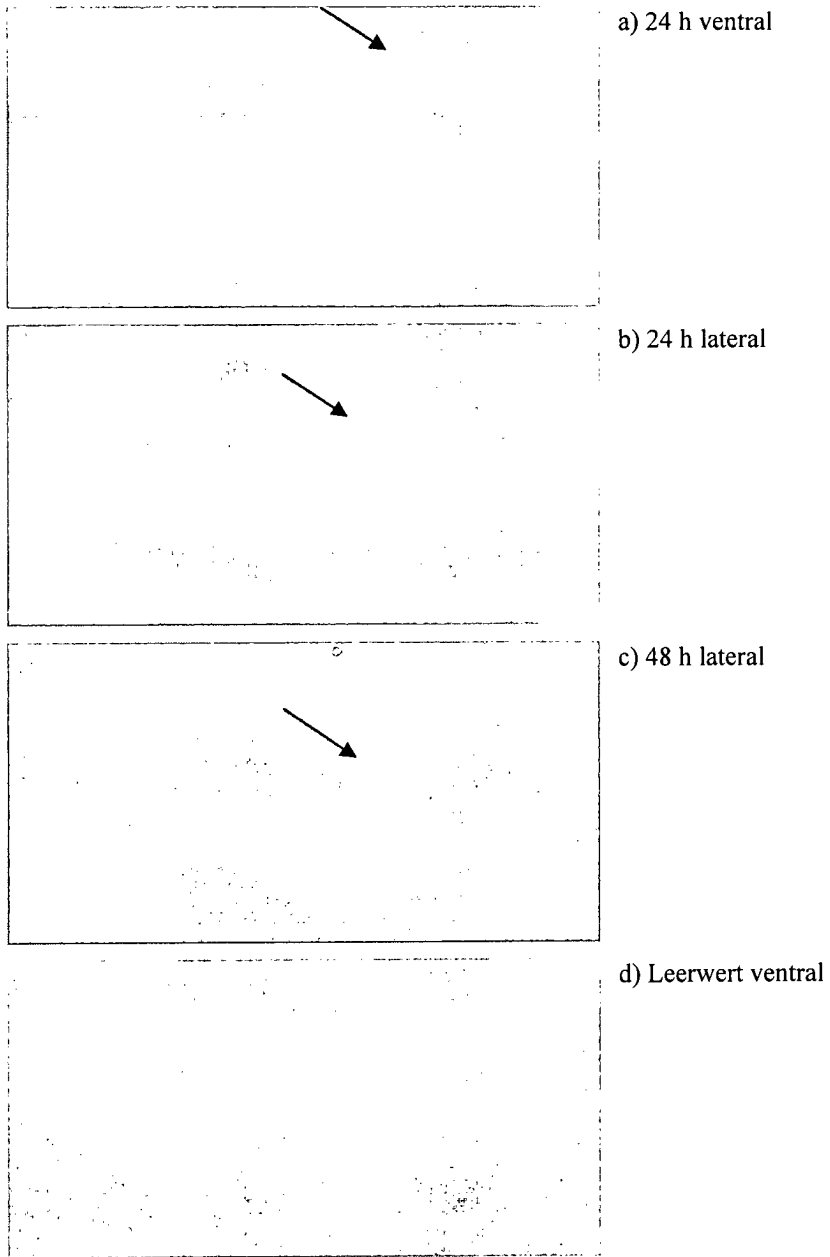 a) 24 h ventral
b) 24 h lateral
c) 48 h lateral
d) Leerwert ventral